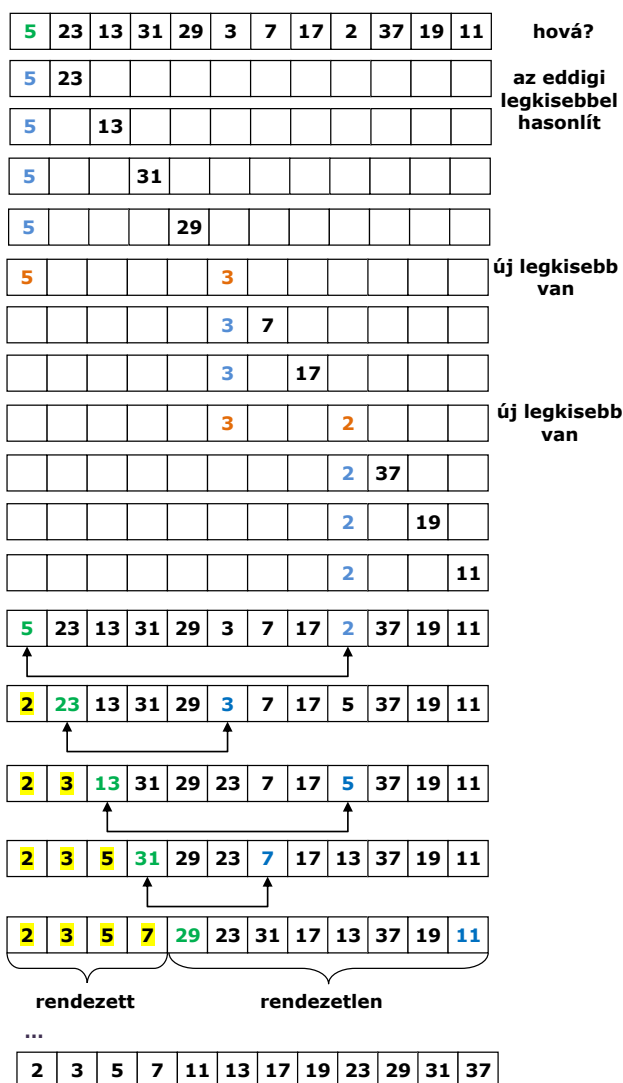 5 23 13 31 29 3 7 17 2 37 19 11 hová?
5 23 az eddigi
legkisebbel
5 13 hasonlít
5 31
5 29
5 3 új legkisebb
van
3 7
3 17
3 2 új legkisebb
van
2 37
2 19
2 11
5 23 13 31 29 3 7 17 2 37 19 11
2 23 13 31 29 3 7 17 5 37 19 11
2 3 13 31 29 23 7 17 5 37 19 11
2 3 5 31 29 23 7 17 13 37 19 11
2 3 5 7 29 23 31 17 13 37 19 11
rendezett rendezetlen
...
2 3 5 7 11 13 17 19 23 29 31 37